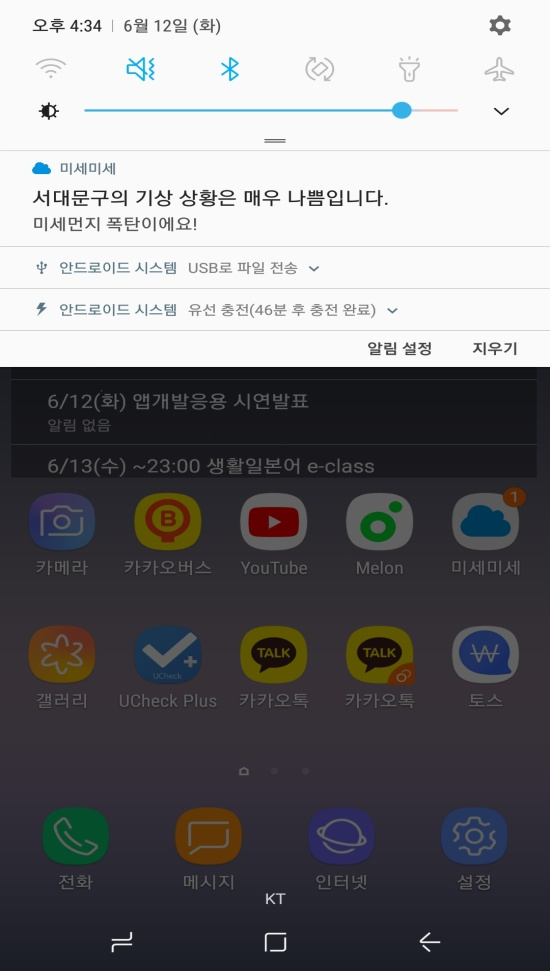 오후 4:34 | 6월 12일 (화)
미세미세
서대문구의 기상 상황은 매우 나쁨입니다.
미세먼지 폭탄이에요!
안드로이드 시스템 USB로 파일 전송
안드로이드 시스템 유선 충전(46분 후 충전 완료)
알림 설정 지우기
6/12(화) 앱개발응용 시연발표
알림 없음
6/13(수) ~23:00 생활일본어 e-class
B 1
카메라 카카오버스 YouTube Melon 미세미세
UCheck TALK TALK W
갤러리 UCheck Plus 카카오톡 카카오톡 토스
전화 메시지 인터넷 설정
KT